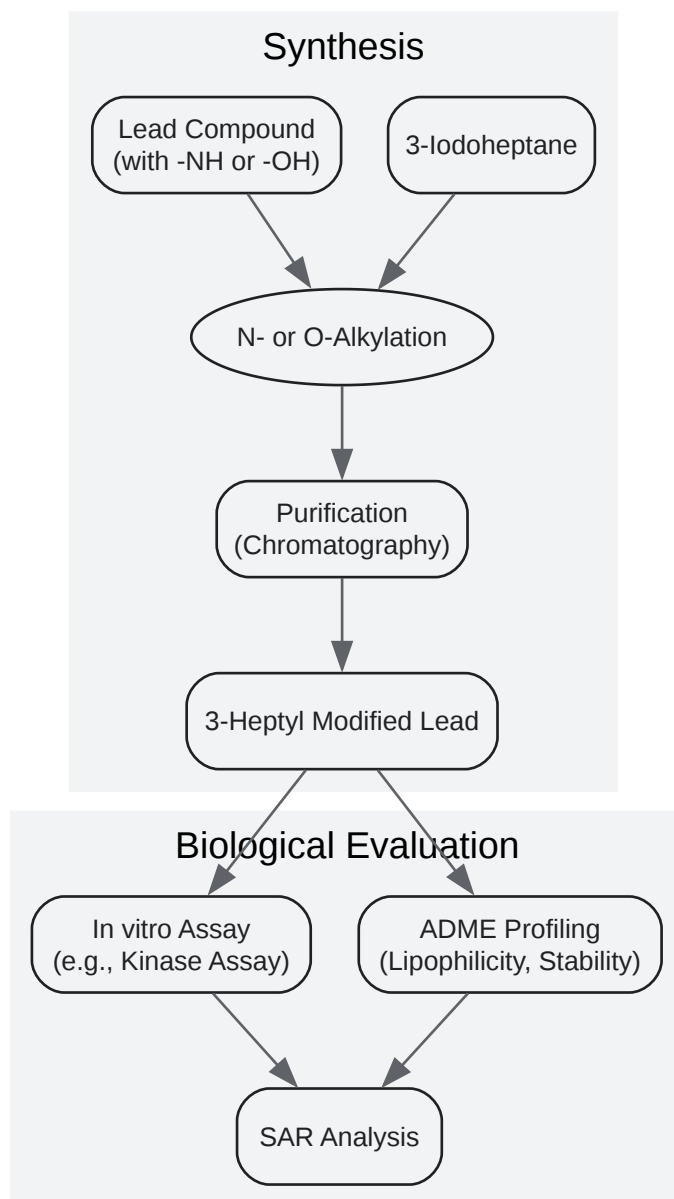 Synthesis
Lead Compound
(with -NH or -OH)
3-Iodoheptane
N- or O-Alkylation
Purification
(Chromatography)
3-Heptyl Modified Lead
Biological Evaluation
In vitro Assay
(e.g., Kinase Assay)
ADME Profiling
(Lipophilicity, Stability)
SAR Analysis